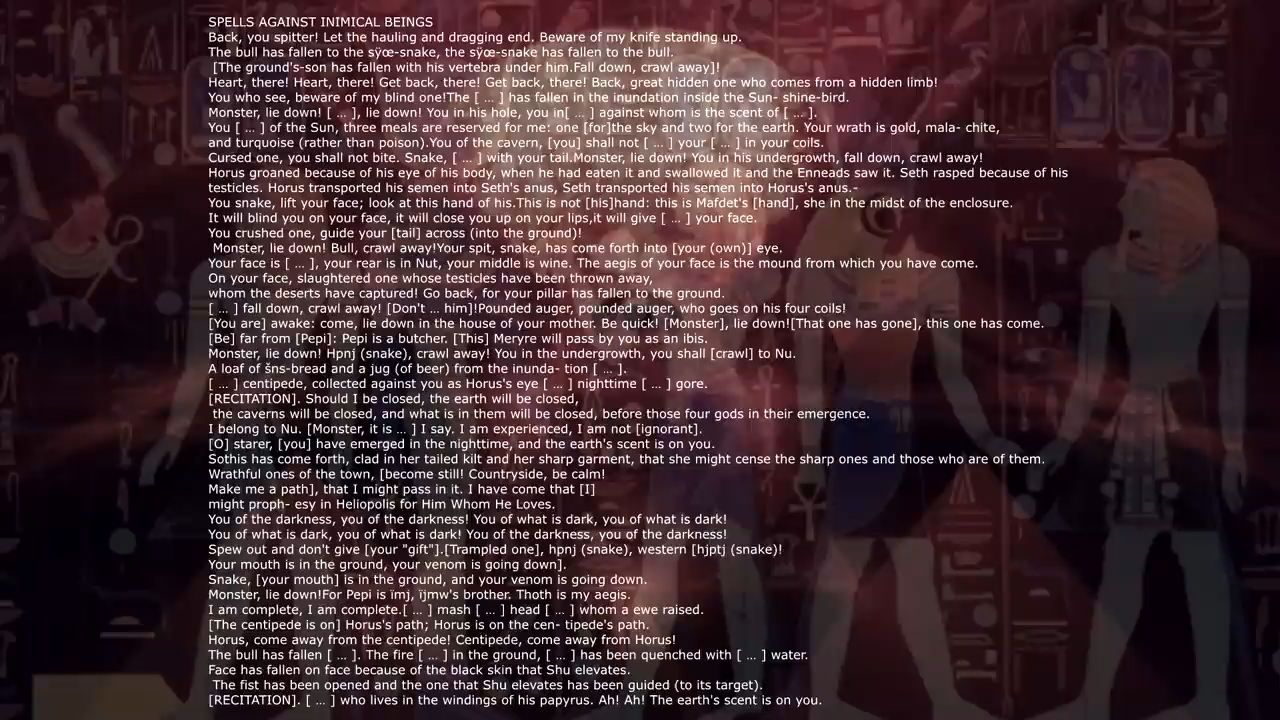 SPELLS AGAINST INIMICAL BEINGS
Back, you spitter! Let the hauling and dragging end. Beware of my knife standing up.
The bull has fallen to the sÿœ-snake, the sÿœ-snake has fallen to the bull.
[The ground's-son has fallen with his vertebra under him.Fall down, crawl away]!
Heart, there! Heart, there! Get back, there! Get back, there! Back, great hidden one who comes from a hidden limb!
You who see, beware of my blind one!The [ … ] has fallen in the inundation inside the Sun- shine-bird.
Monster, lie down! [ … ], lie down! You in his hole, you in[ … ] against whom is the scent of [ … ].
You [ … ] of the Sun, three meals are reserved for me: one [for]the sky and two for the earth. Your wrath is gold, mala- chite,
and turquoise (rather than poison).You of the cavern, [you] shall not [ … ] your [ … ] in your coils.
Cursed one, you shall not bite. Snake, [ … ] with your tail.Monster, lie down! You in his undergrowth, fall down, crawl away!
Horus groaned because of his eye of his body, when he had eaten it and swallowed it and the Enneads saw it. Seth rasped because of his
testicles. Horus transported his semen into Seth's anus, Seth transported his semen into Horus's anus.-
You snake, lift your face; look at this hand of his.This is not [his]hand: this is Mafdet's [hand], she in the midst of the enclosure.
It will blind you on your face, it will close you up on your lips,it will give [ … ] your face.
You crushed one, guide your [tail] across (into the ground)!
Monster, lie down! Bull, crawl away!Your spit, snake, has come forth into [your (own)] eye.
Your face is [ … ], your rear is in Nut, your middle is wine. The aegis of your face is the mound from which you have come.
On your face, slaughtered one whose testicles have been thrown away,
whom the deserts have captured! Go back, for your pillar has fallen to the ground.
[ … ] fall down, crawl away! [Don't … him]!Pounded auger, pounded auger, who goes on his four coils!
[You are] awake: come, lie down in the house of your mother. Be quick! [Monster], lie down![That one has gone], this one has come.
[Be] far from [Pepi]: Pepi is a butcher. [This] Meryre will pass by you as an ibis.
Monster, lie down! Hpnj (snake), crawl away! You in the undergrowth, you shall [crawl] to Nu.
A loaf of šns-bread and a jug (of beer) from the inunda- tion [ … ].
[ … ] centipede, collected against you as Horus's eye [ … ] nighttime [ … ] gore.
[RECITATION]. Should I be closed, the earth will be closed,
the caverns will be closed, and what is in them will be closed, before those four gods in their emergence.
I belong to Nu. [Monster, it is … ] I say. I am experienced, I am not [ignorant].
[O] starer, [you] have emerged in the nighttime, and the earth's scent is on you.
Sothis has come forth, clad in her tailed kilt and her sharp garment, that she might cense the sharp ones and those who are of them.
Wrathful ones of the town, [become still! Countryside, be calm!
Make me a path], that I might pass in it. I have come that [I]
might proph- esy in Heliopolis for Him Whom He Loves.
You of the darkness, you of the darkness! You of what is dark, you of what is dark!
You of what is dark, you of what is dark! You of the darkness, you of the darkness!
Spew out and don't give [your "gift"].[Trampled one], hpnj (snake), western [hjptj (snake)!
Your mouth is in the ground, your venom is going down].
Snake, [your mouth] is in the ground, and your venom is going down.
Monster, lie down!For Pepi is ïmj, ïjmw's brother. Thoth is my aegis.
I am complete, I am complete.[ … ] mash [ … ] head [ … ] whom a ewe raised.
[The centipede is on] Horus's path; Horus is on the cen- tipede's path.
Horus, come away from the centipede! Centipede, come away from Horus!
The bull has fallen [ … ]. The fire [ … ] in the ground, [ … ] has been quenched with [ … ] water.
Face has fallen on face because of the black skin that Shu elevates.
The fist has been opened and the one that Shu elevates has been guided (to its target).
[RECITATION]. [ … ] who lives in the windings of his papyrus. Ah! Ah! The earth's scent is on you.